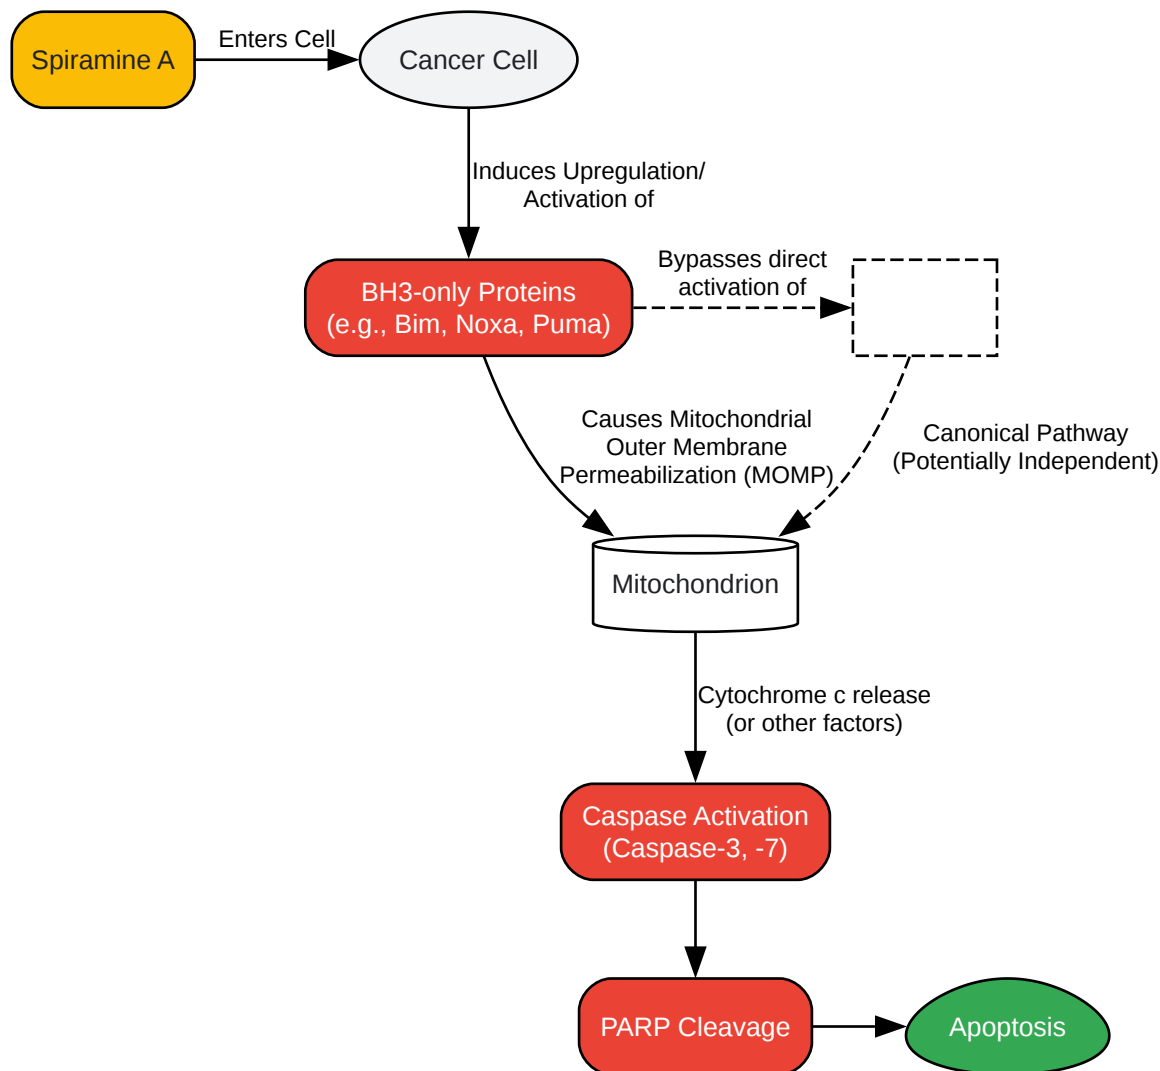 Spiramine A
Enters Cell
Cancer Cell
Induces Upregulation/
Activation of
BH3-only Proteins
(e.g., Bim, Noxa, Puma)
Bypasses direct
activation of
Causes Mitochondrial
Outer Membrane
Permeabilization (MOMP)
Canonical Pathway
(Potentially Independent)
Mitochondrion
Cytochrome c release
(or other factors)
Caspase Activation
(Caspase-3, -7)
PARP Cleavage
Apoptosis